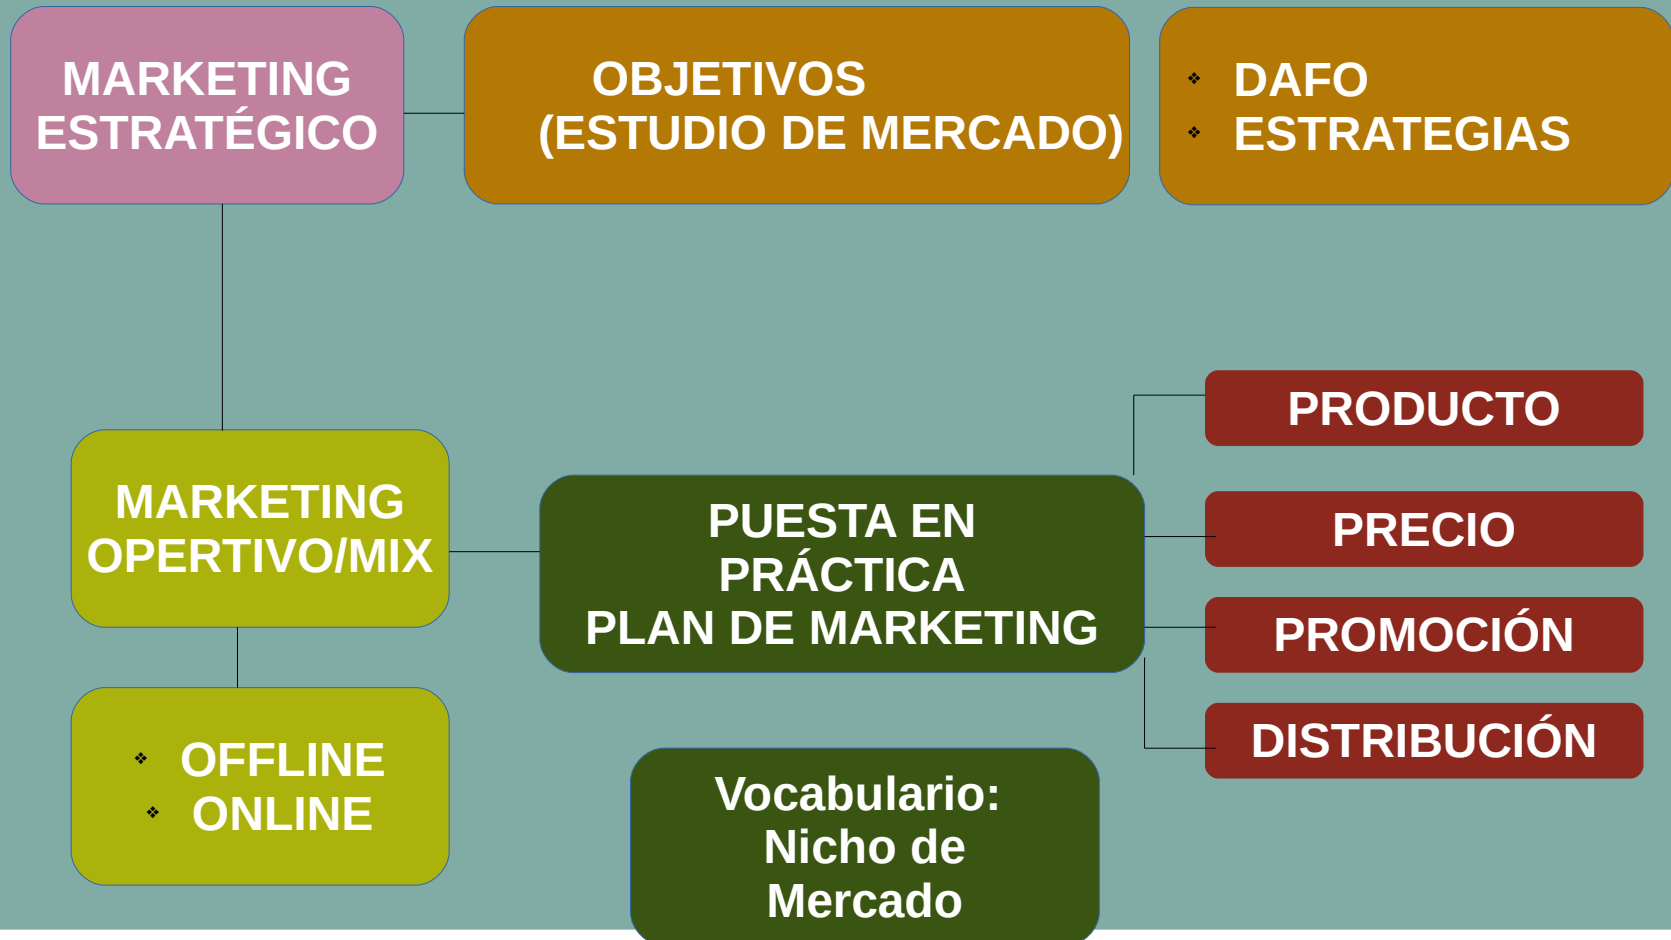 MARKETING
ESTRATÉGICO
OBJETIVOS
(ESTUDIO DE MERCADO)
❖ DAFO
❖ ESTRATEGIAS
MARKETING
OPERTIVO/MIX
PUESTA EN
PRÁCTICA
PLAN DE MARKETING
PRODUCTO
PRECIO
PROMOCIÓN
DISTRIBUCIÓN
❖ OFFLINE
❖ ONLINE
Vocabulario:
Nicho de
Mercado